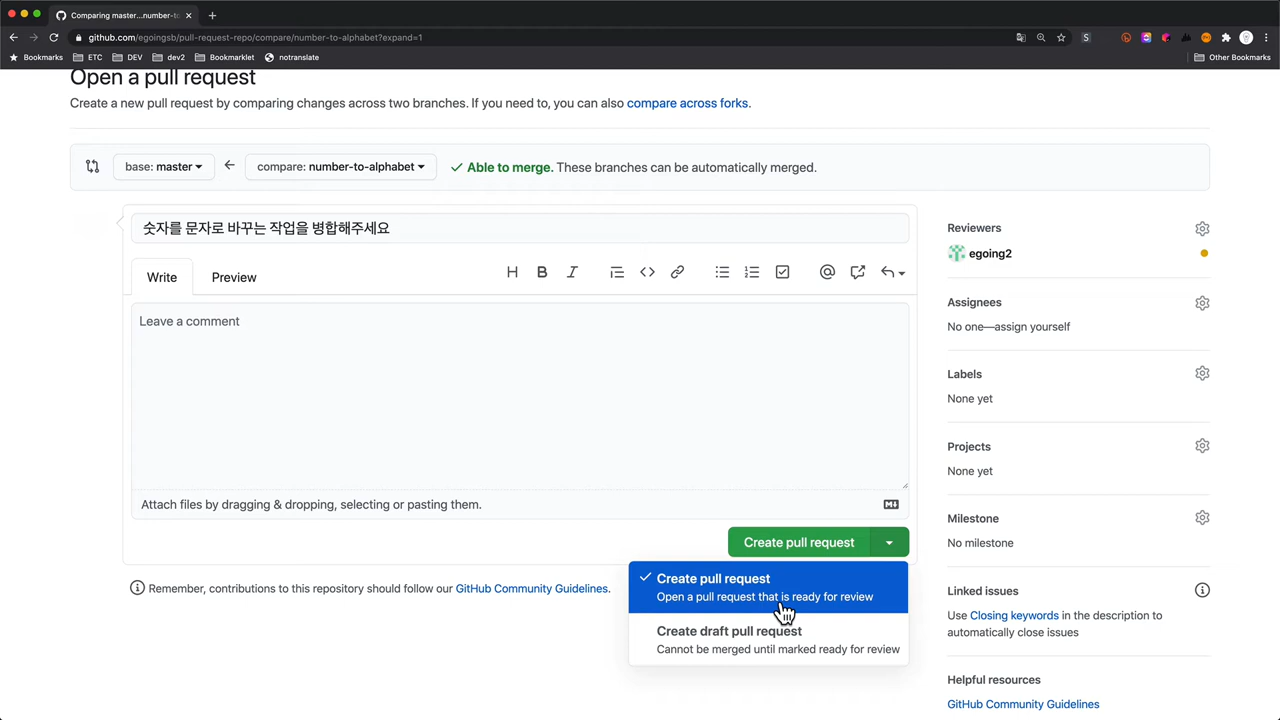 Comparing master...number-to-
github.com/egoingsb/pull-request-repo/compare/number-to-alphabet?expand=1
Bookmarks ETC DEV dev2 Bookmarklet notranslate Other Bookmarks
Open a pull request
Create a new pull request by comparing changes across two branches. If you need to, you can also compare across forks.
base: master compare: number-to-alphabet Able to merge. These branches can be automatically merged.
숫자를 문자로 바꾸는 작업을 병합해주세요
Write Preview
Leave a comment
Attach files by dragging & dropping, selecting or pasting them.
Create pull request
Create pull request
Open a pull request that is ready for review
Create draft pull request
Cannot be merged until marked ready for review
Remember, contributions to this repository should follow our GitHub Community Guidelines.
Reviewers
egoing2
Assignees
No one—assign yourself
Labels
None yet
Projects
None yet
Milestone
No milestone
Linked issues
Use Closing keywords in the description to
automatically close issues
Helpful resources
GitHub Community Guidelines